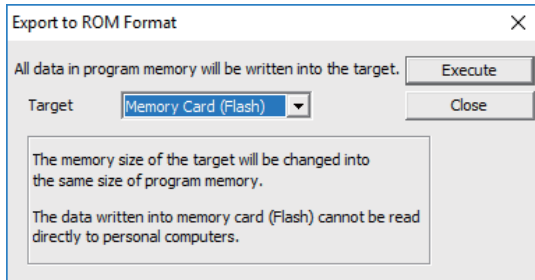 Export to ROM Format
All data in program memory will be written into the target.
Execute
Target
Memory Card (Flash)
Close
The memory size of the target will be changed into
the same size of program memory.
The data written into memory card (Flash) cannot be read
directly to personal computers.